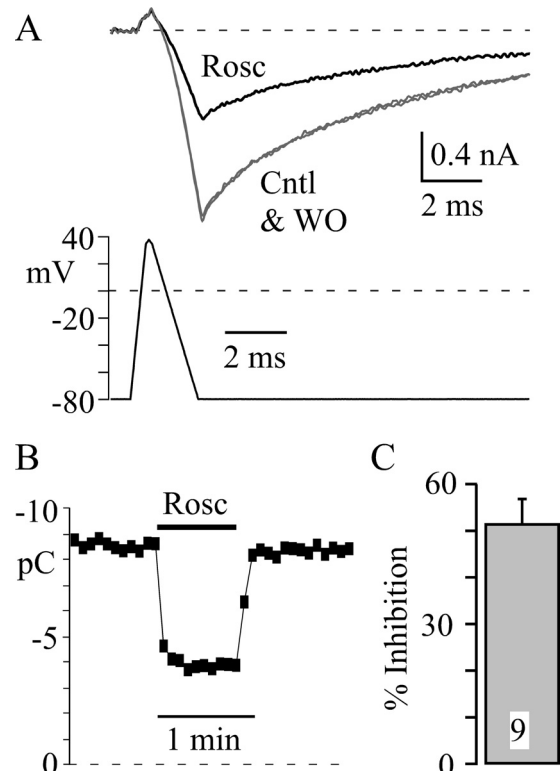 A
Rosc
0.4 nA
Cntl
& WO
2 ms
40
mV
-20
2 ms
-80
B
C
Rosc
-10
pC
-5
1 min
0
60
% Inhibition
30
9
0